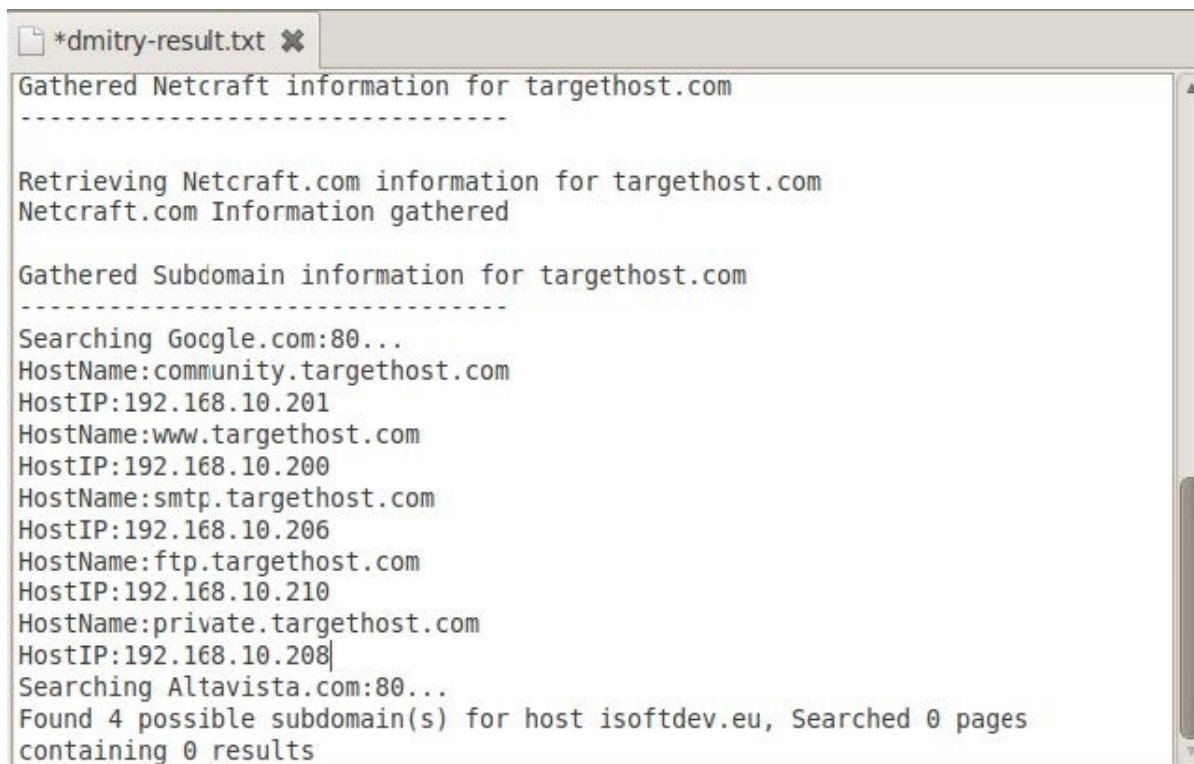 *dmitry-result.txt
Gathered Netcraft information for targethost.com
---------------------------------
Retrieving Netcraft.com information for targethost.com
Netcraft.com Information gathered
Gathered Subdomain information for targethost.com
---------------------------------
Searching Google.com:80...
HostName:community.targethost.com
HostIP:192.168.10.201
HostName:www.targethost.com
HostIP:192.168.10.200
HostName:smtp.targethost.com
HostIP:192.168.10.206
HostName:ftp.targethost.com
HostIP:192.168.10.210
HostName:private.targethost.com
HostIP:192.168.10.208
Searching Altavista.com:80...
Found 4 possible subdomain(s) for host isoftdev.eu, Searched 0 pages
containing 0 results